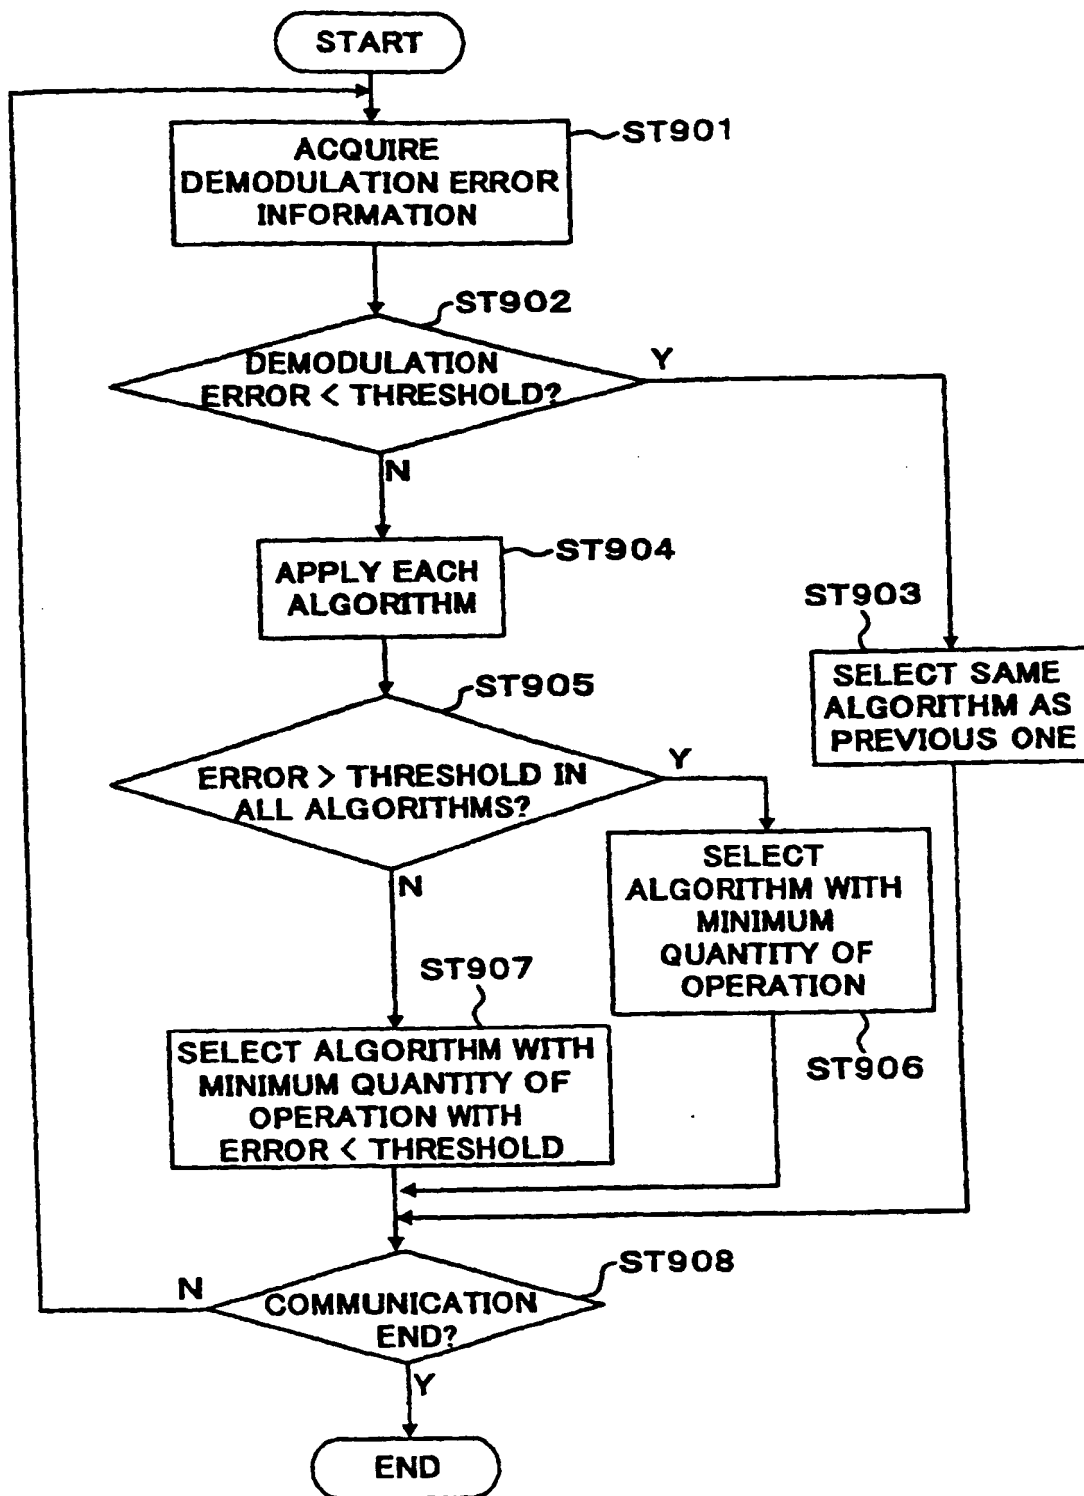 START
ST901
ACQUIRE
DEMODULATION ERROR
INFORMATION
ST902
DEMODULATION
ERROR < THRESHOLD?
Y
N
ST904
APPLY EACH
ALGORITHM
ST903
SELECT SAME
ALGORITHM AS
PREVIOUS ONE
ST905
ERROR > THRESHOLD IN
ALL ALGORITHMS?
Y
N
SELECT
ALGORITHM WITH
MINIMUM
QUANTITY OF
OPERATION
ST906
ST907
SELECT ALGORITHM WITH
MINIMUM QUANTITY OF
OPERATION WITH
ERROR < THRESHOLD
ST908
N
COMMUNICATION
END?
Y
END